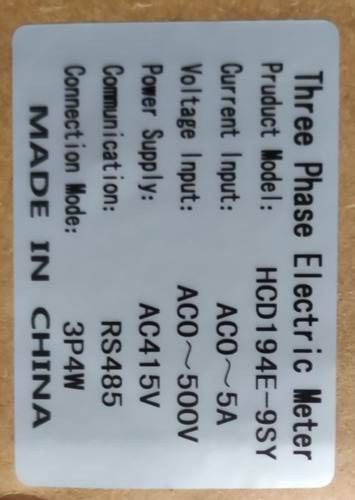 Three Phase Electric Meter
Pruduct Model: HCD194E-9SY
Current Input: AC0～5A
Voltage Input: AC0～500V
Power Supply: AC415V
Communication: RS485
Connection Mode: 3P4W
MADE IN CHINA